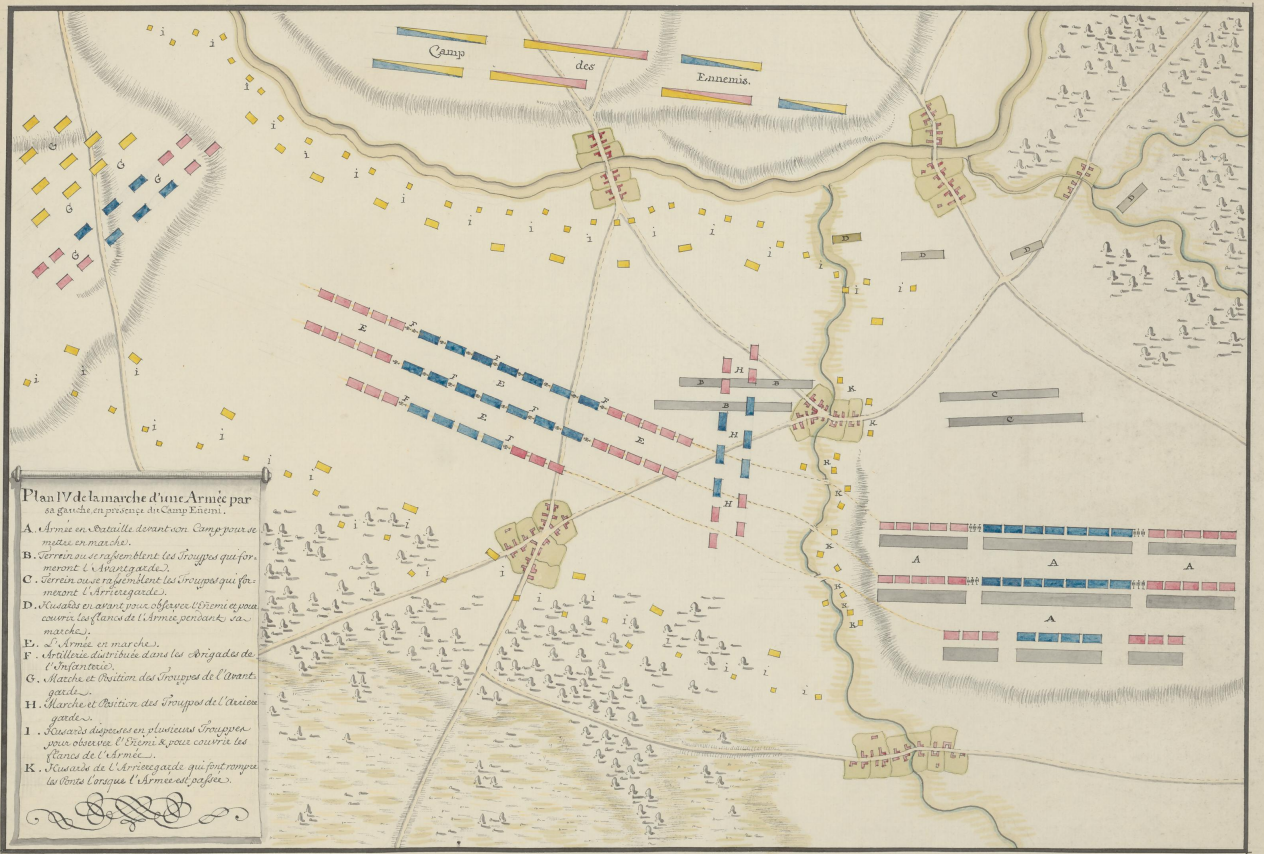 Camp
des
Ennemis.
Plan IV de la marche d'une Armée par
sa gauche, en presence du Camp Eñemi.
A. Armée en Bataille devant son Camp pour se
mettre en marche.
B. Terrein ou se rassemblent les Trouppes qui for-
meront l'Avantgarde.
C. Terrein ou se rassemblent les Trouppes qui for-
meront l'Arrieregarde.
D. Husards en avant pour observer l'Eñemi et pour
couvrir les flancs de l'Armée pendant sa
marche.
E. L'Armée en marche.
F. Artillerie distribuée dans les Brigades de
l'Infanterie.
G. Marche et Position des Trouppes de l'Avant-
garde.
H. Marche et Position des Trouppes de l'Arriere
garde.
I. Husards disperses en plusieurs Trouppes
pour observer l'Eñemi & pour couvrir les
flancs de l'Armée.
K. Husards de l'Arrieregarde qui font rompre
les Ponts lorsque l'Armée est passée.
i
i
i
i
i
i
i
i
i
i
i
i
i
i
G
G
G
G
G
D
D
D
D
i
i
i
i
i
i
i
i
i
F
E
F
F
E
F
F
E
F
F
E
B
B
B
H
H
H
K
K
K
K
K
K
K
C
C
A
A
A
A
i
i
i
i
i
i